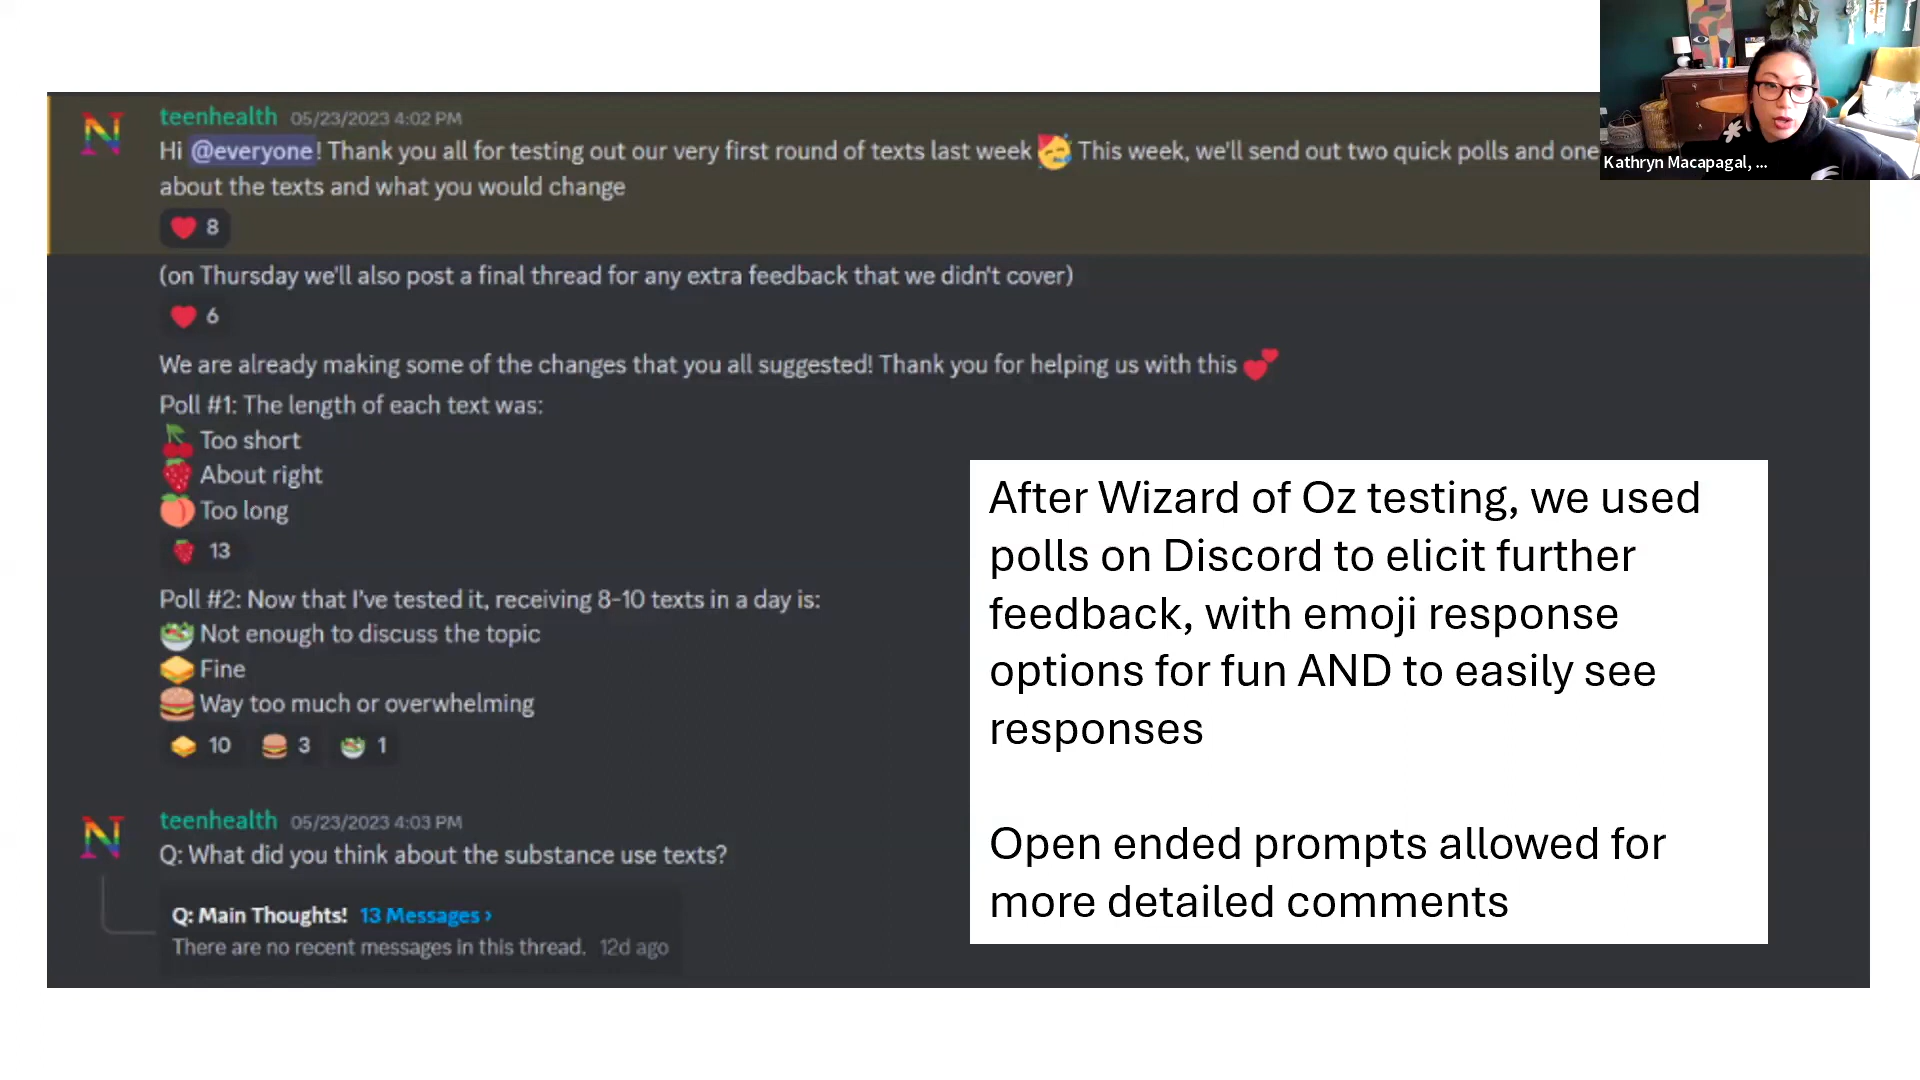 teenhealth 05/23/2023 4:02 PM
Hi @everyone! Thank you all for testing out our very first round of texts last week 🥳 This week, we'll send out two quick polls and one
about the texts and what you would change
❤️ 8
(on Thursday we'll also post a final thread for any extra feedback that we didn't cover)
❤️ 6
We are already making some of the changes that you all suggested! Thank you for helping us with this 💕
Poll #1: The length of each text was:
🍒 Too short
🍓 About right
🍑 Too long
🍓 13
Poll #2: Now that I've tested it, receiving 8-10 texts in a day is:
🥗 Not enough to discuss the topic
🥪 Fine
🍔 Way too much or overwhelming
🥪 10 🍔 3 🥗 1
teenhealth 05/23/2023 4:03 PM
Q: What did you think about the substance use texts?
Q: Main Thoughts! 13 Messages ›
There are no recent messages in this thread. 12d ago
After Wizard of Oz testing, we used
polls on Discord to elicit further
feedback, with emoji response
options for fun AND to easily see
responses
Open ended prompts allowed for
more detailed comments
Kathryn Macapagal, ...